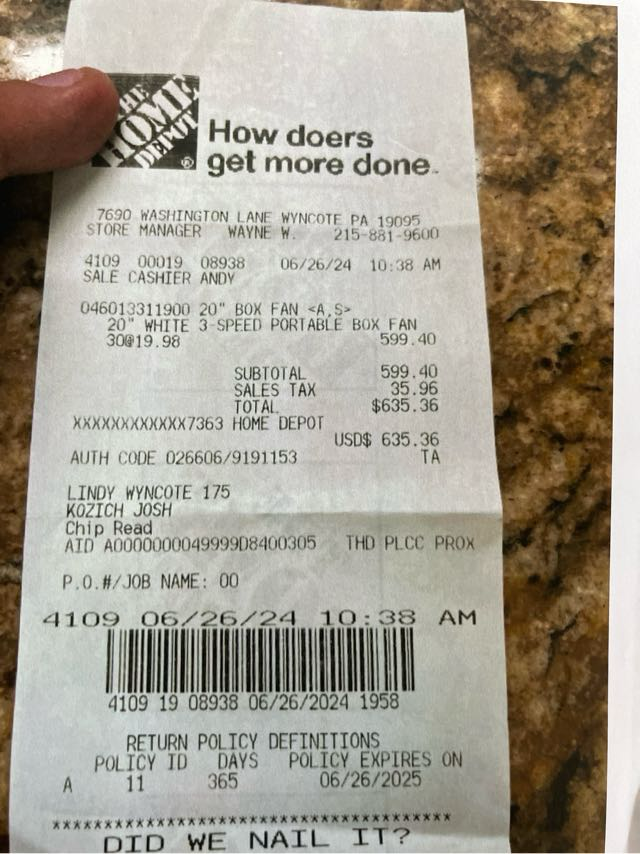 THE
HOME
DEPOT
®
How doers
get more done.
7690 WASHINGTON LANE WYNCOTE PA 19095
STORE MANAGER WAYNE W. 215-881-9600
4109 00019 08938 06/26/24 10:38 AM
SALE CASHIER ANDY
046013311900 20" BOX FAN <A,S>
20" WHITE 3-SPEED PORTABLE BOX FAN
30@19.98 599.40
SUBTOTAL 599.40
SALES TAX 35.96
TOTAL $635.36
XXXXXXXXXXXX7363 HOME DEPOT
USD$ 635.36
AUTH CODE 026606/9191153 TA
LINDY WYNCOTE 175
KOZICH JOSH
Chip Read
AID A0000000049999D8400305 THD PLCC PROX
P.O.#/JOB NAME: 00
4109 06/26/24 10:38 AM
4109 19 08938 06/26/2024 1958
RETURN POLICY DEFINITIONS
POLICY ID DAYS POLICY EXPIRES ON
A 11 365 06/26/2025
********************************************
DID WE NAIL IT?